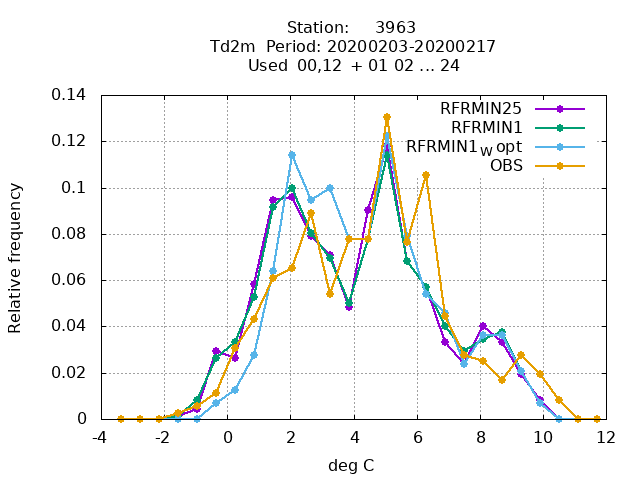 Station:     3963
Td2m  Period: 20200203-20200217
Used  00,12  + 01 02 ... 24
0.14
0.12
0.1
0.08
0.06
0.04
0.02
0
-4
-2
0
2
4
6
8
10
12
Relative frequency
deg C
RFRMIN25
RFRMIN1
RFRMIN1w opt
OBS